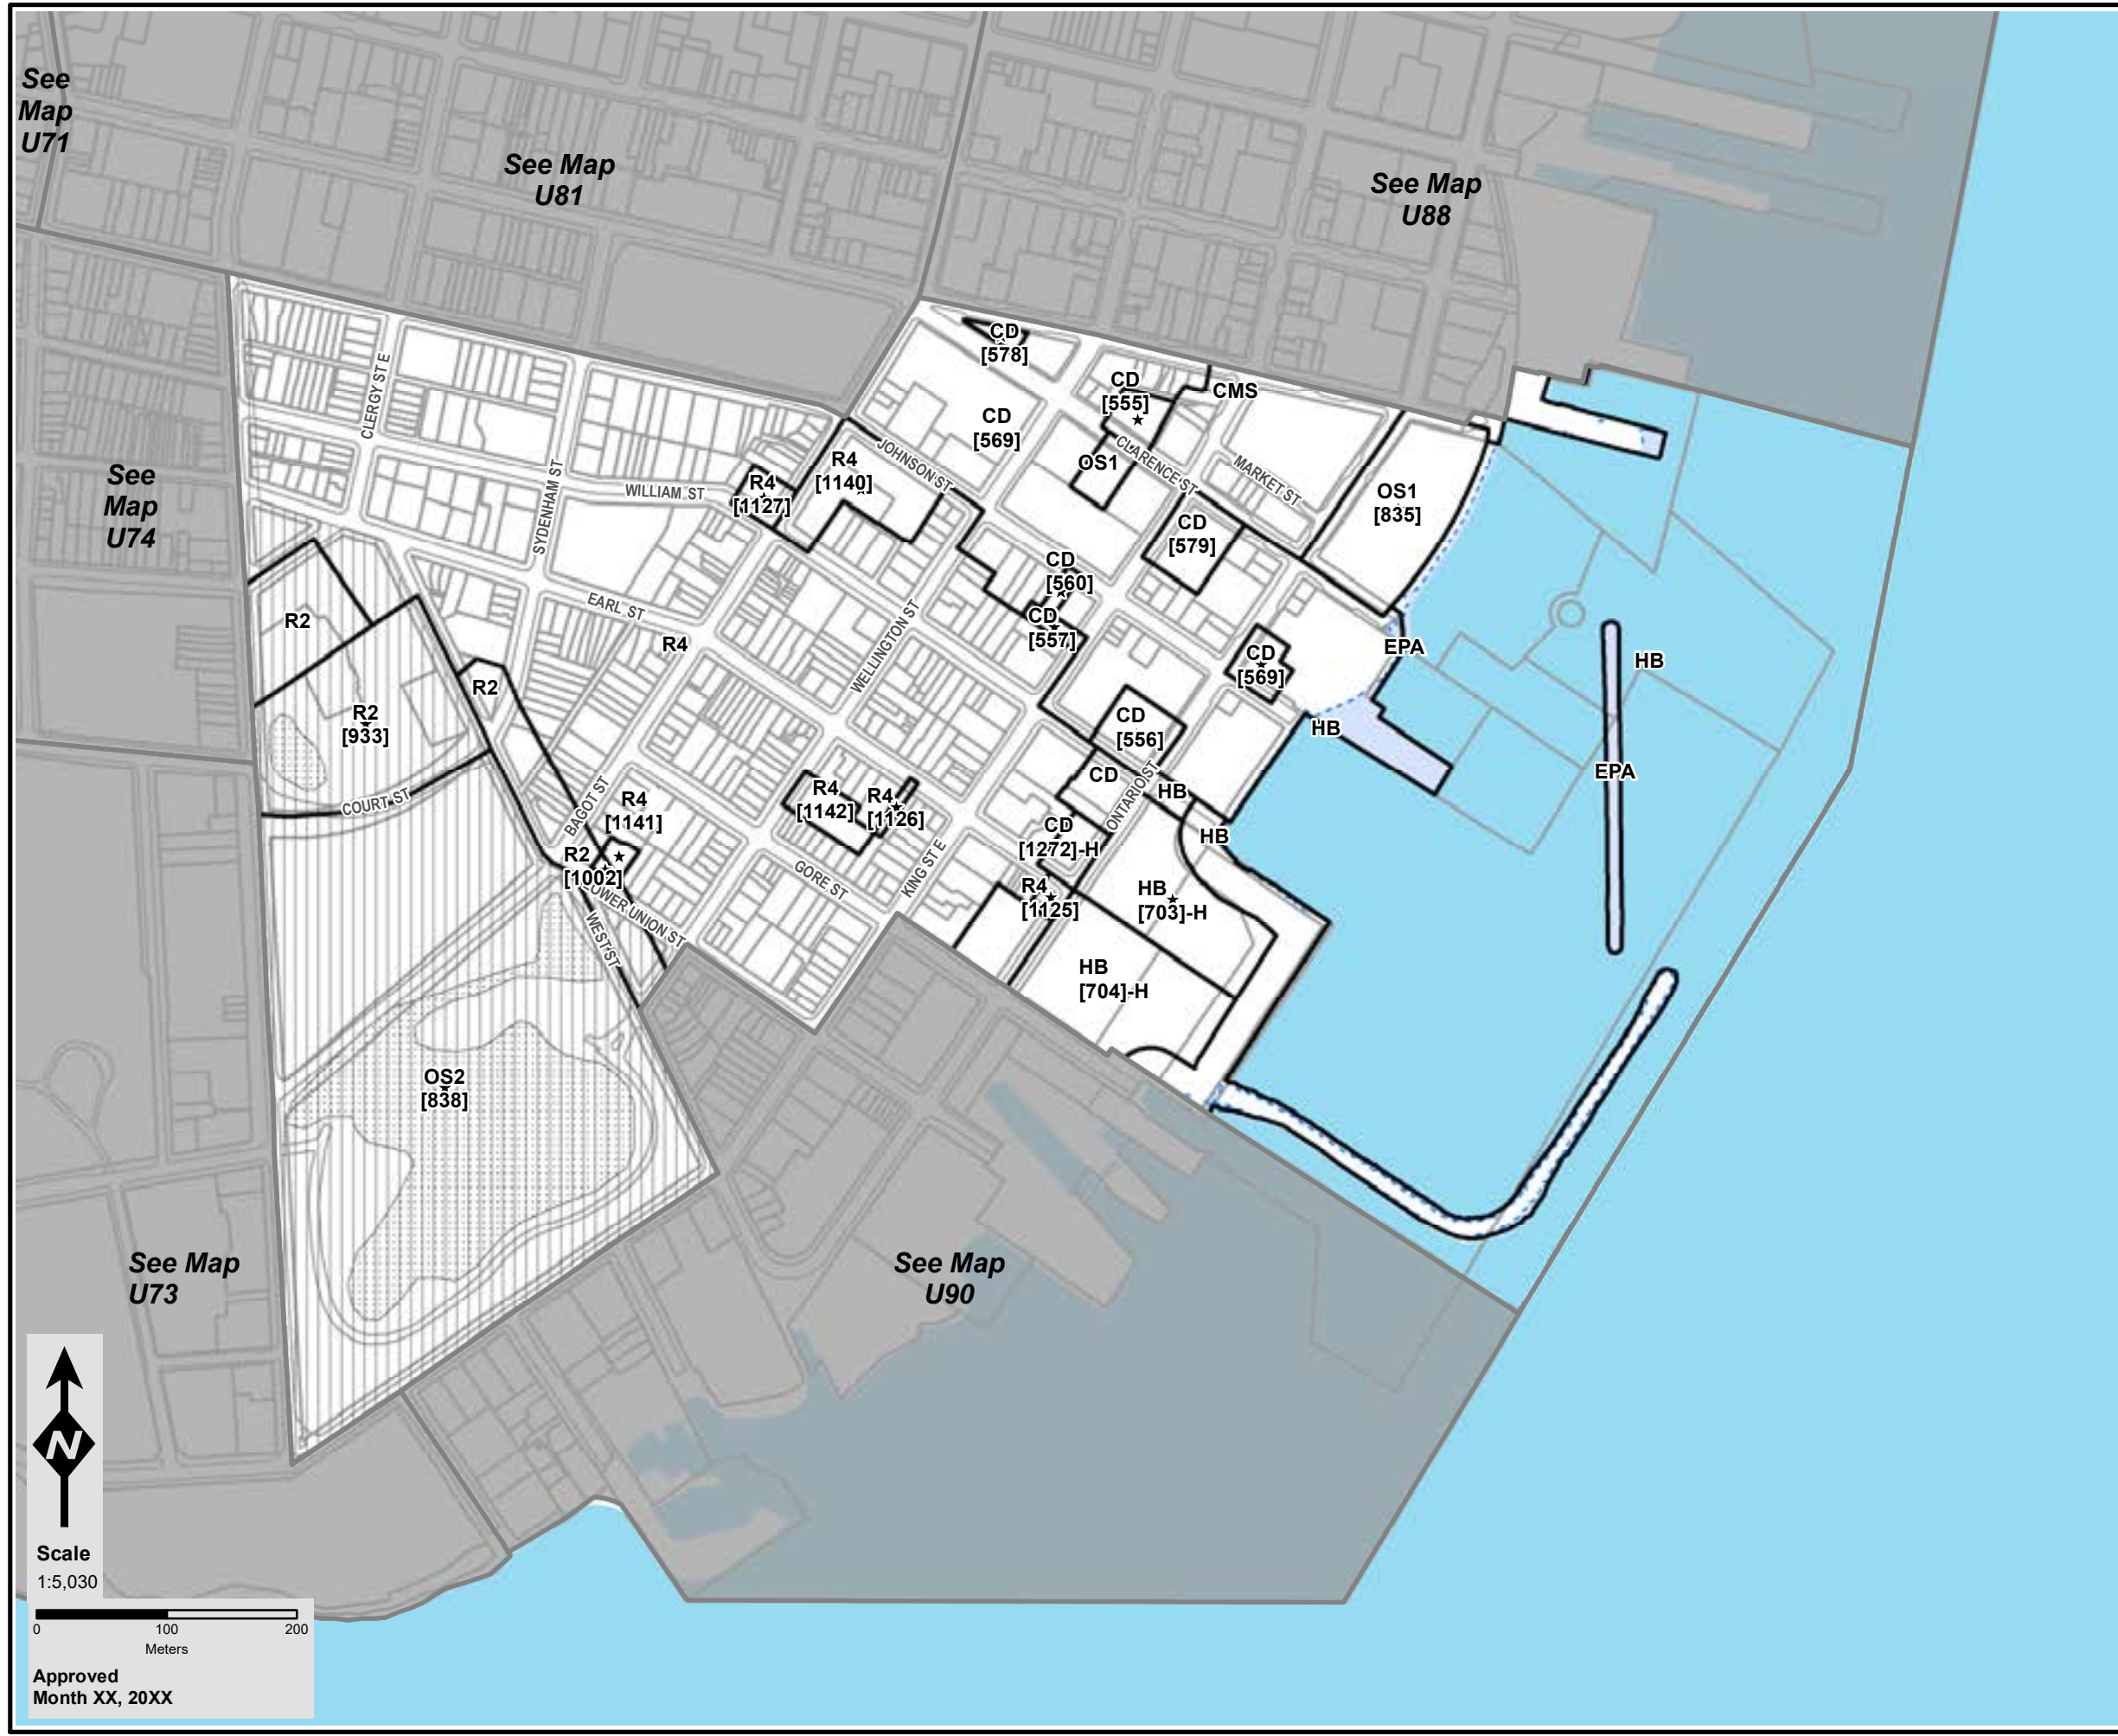 See
Map
U71
See Map
U81
See Map
U88
CD
[578]
CD
[555]
CMS
CD
[569]
CLERGY ST E
JOHNSON ST
R4
[1140]
OS1
CLARENCE ST
MARKET ST
OS1
[835]
See
Map
U74
SYDENHAM ST
WILLIAM ST
R4
[1127]
CD
[579]
CD
[560]
EARL ST
CD
[557]
R2
R4
WELLINGTON ST
EPA
HB
CD
[569]
R2
R2
[933]
CD
[556]
HB
CD
HB
EPA
COURT ST
BAGOT ST
R4
[1141]
R4
[1142]
R4
[1126]
ONTARIO ST
HB
CD
[1272]-H
R2
[1002]
GORE ST
KING ST E
R4
[1125]
HB
[703]-H
LOWER UNION ST
WEST ST
HB
[704]-H
OS2
[838]
See Map
U73
See Map
U90
N
Scale
1:5,030
0 100 200
Meters
Approved
Month XX, 20XX